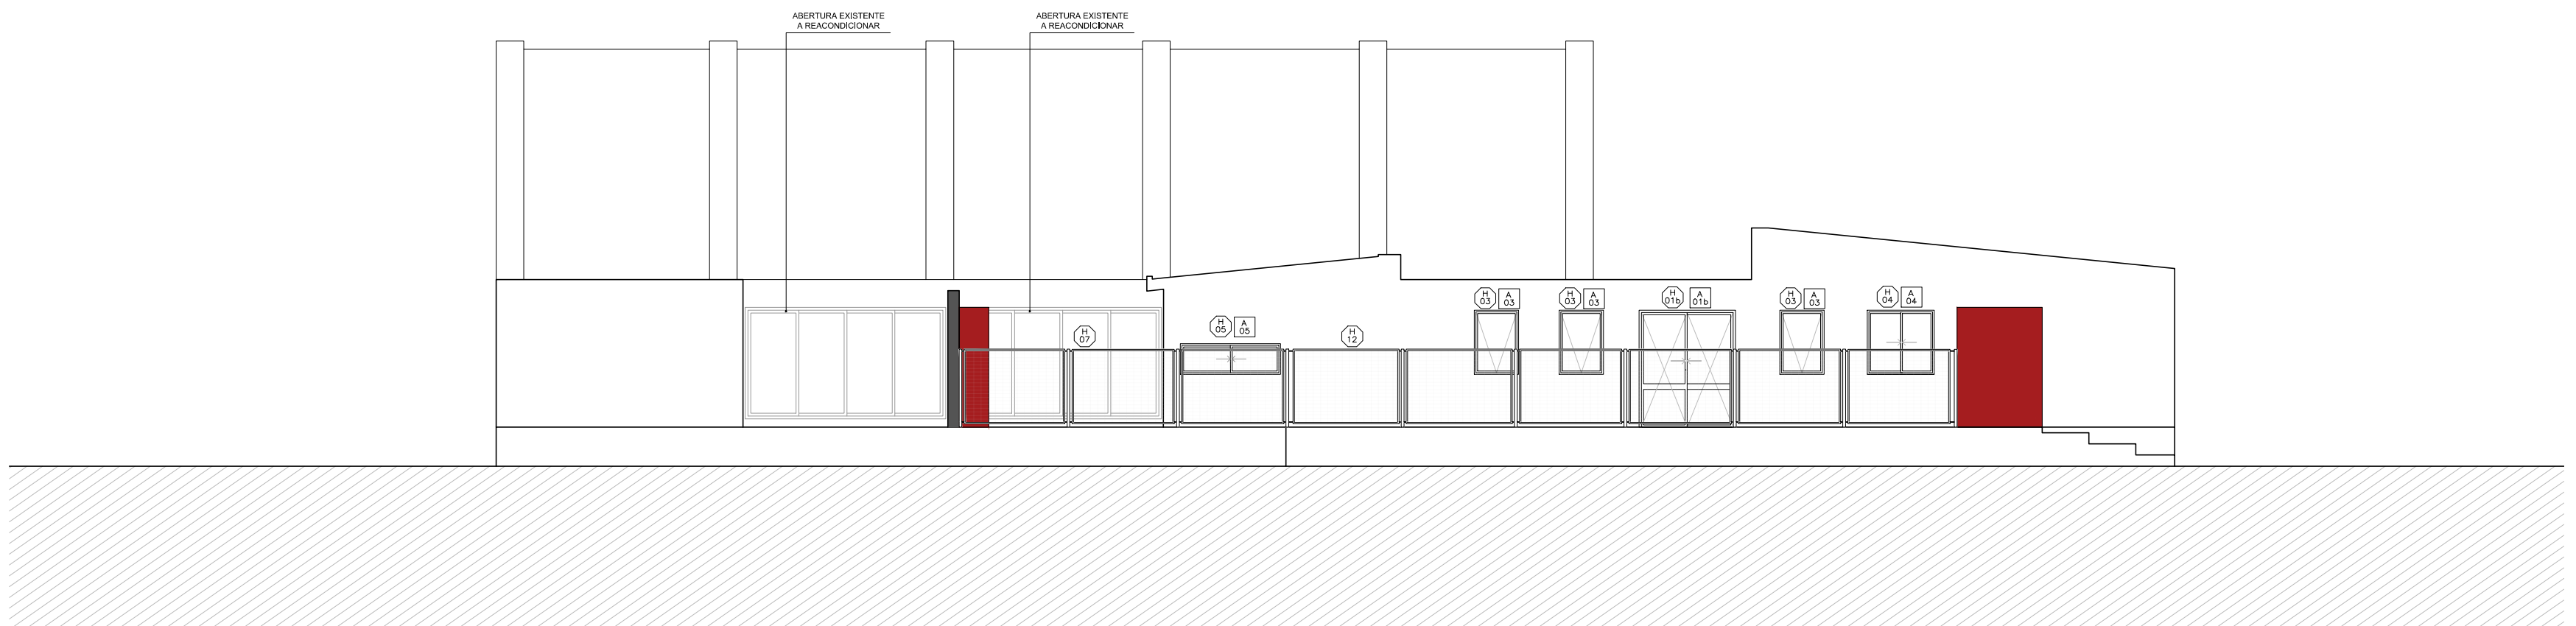 ABERTURA EXISTENTE
A REACONDICIONAR
ABERTURA EXISTENTE
A REACONDICIONAR
H
03
A
03
H
03
A
03
H
01b
A
01b
H
03
A
03
H
04
A
04
H
05
A
05
H
07
H
12